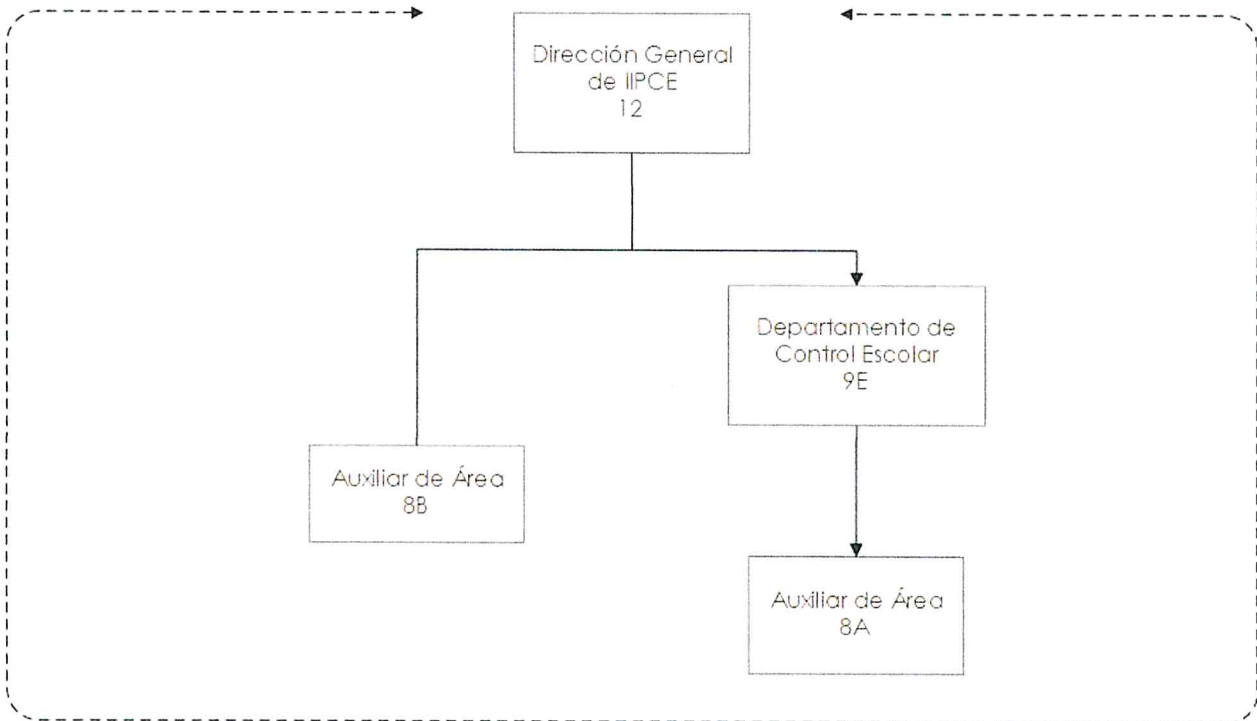 Dirección General
de IIPCE
12
Departamento de
Control Escolar
9E
Auxiliar de Área
8B
Auxiliar de Área
8A